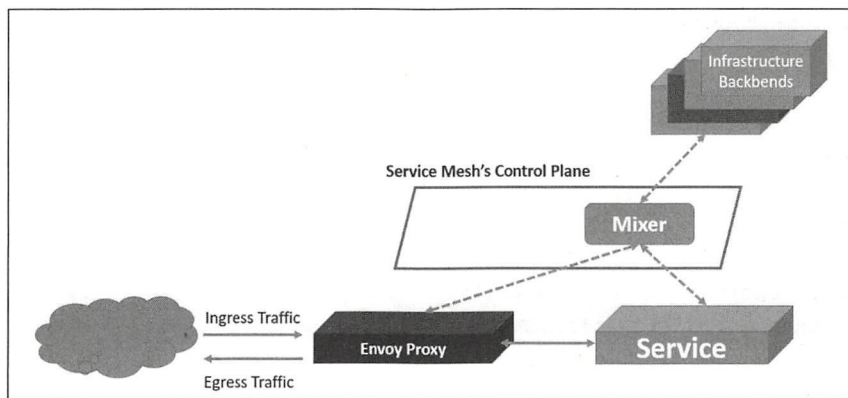 Infrastructure
Backbends
Service Mesh's Control Plane
Mixer
Ingress Traffic
Envoy Proxy
Service
Egress Traffic